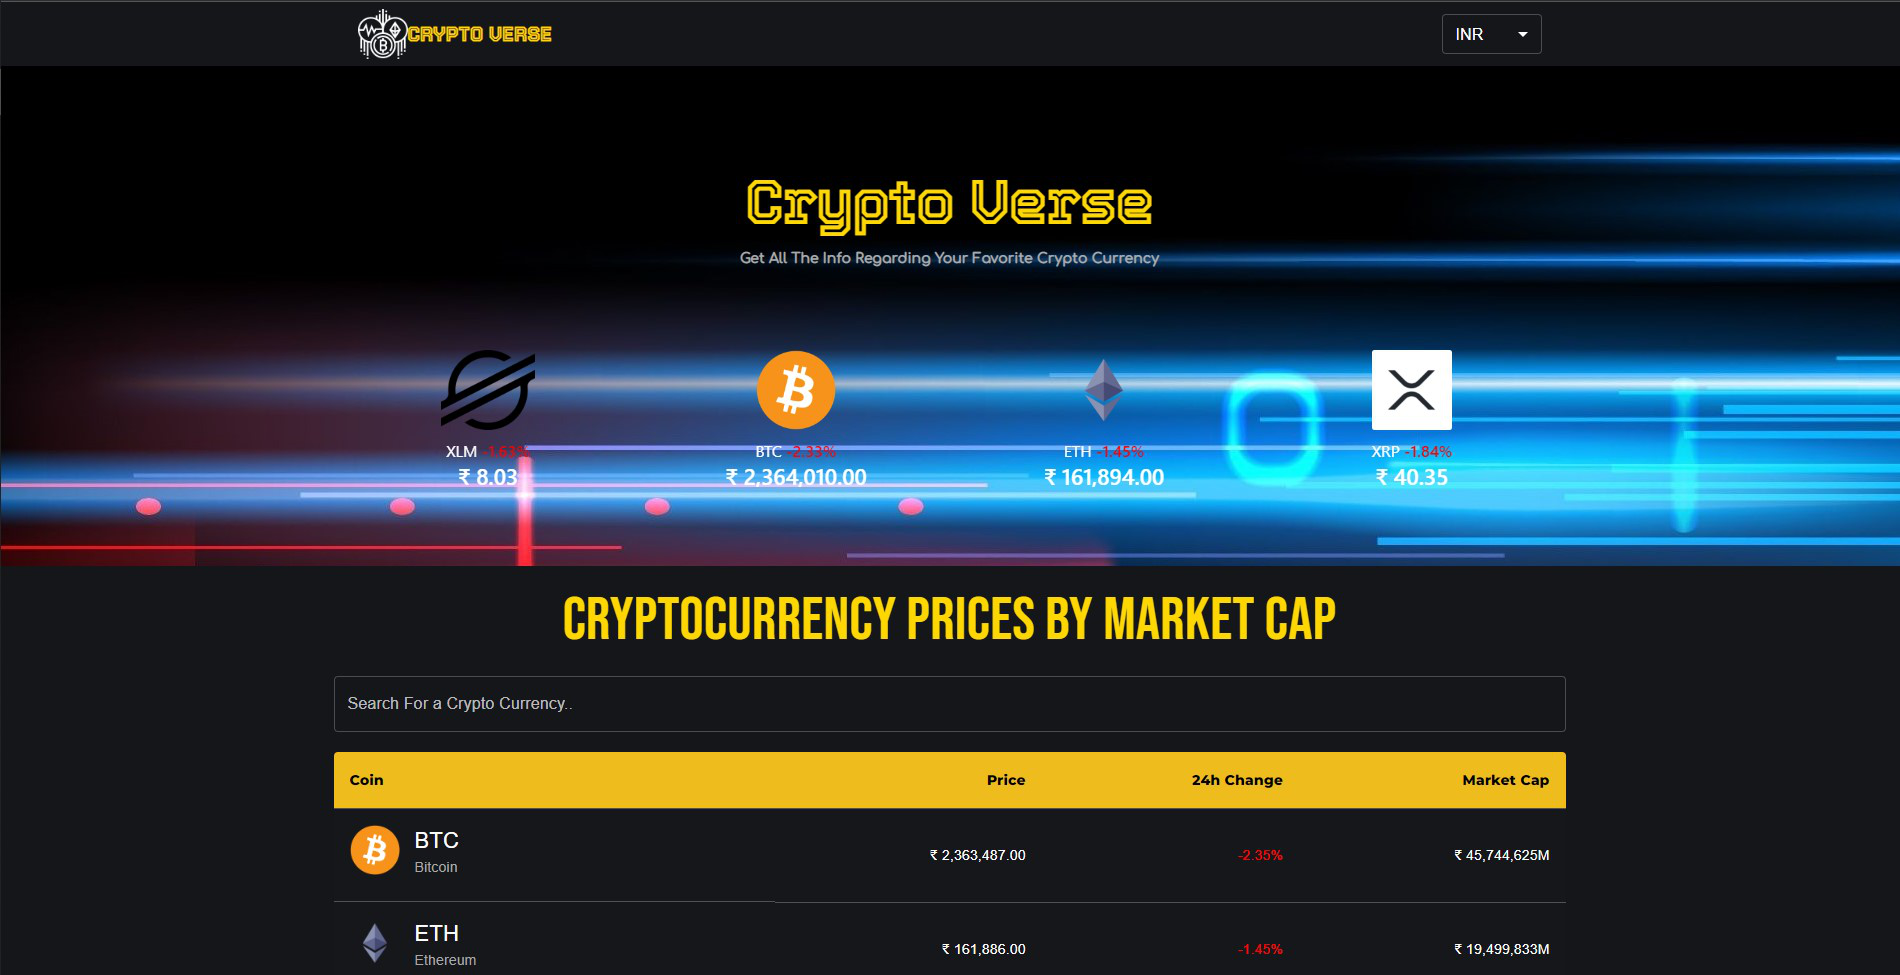 CRYPTO VERSE
INR
Crypto Verse
Get All The Info Regarding Your Favorite Crypto Currency
XLM -1.63%
₹ 8.03
BTC -2.33%
₹ 2,364,010.00
ETH -1.45%
₹ 161,894.00
XRP -1.84%
₹ 40.35
CRYPTOCURRENCY PRICES BY MARKET CAP
Search For a Crypto Currency..
Coin Price 24h Change Market Cap
BTC
Bitcoin
₹ 2,363,487.00 -2.35% ₹ 45,744,625M
ETH
Ethereum
₹ 161,886.00 -1.45% ₹ 19,499,833M